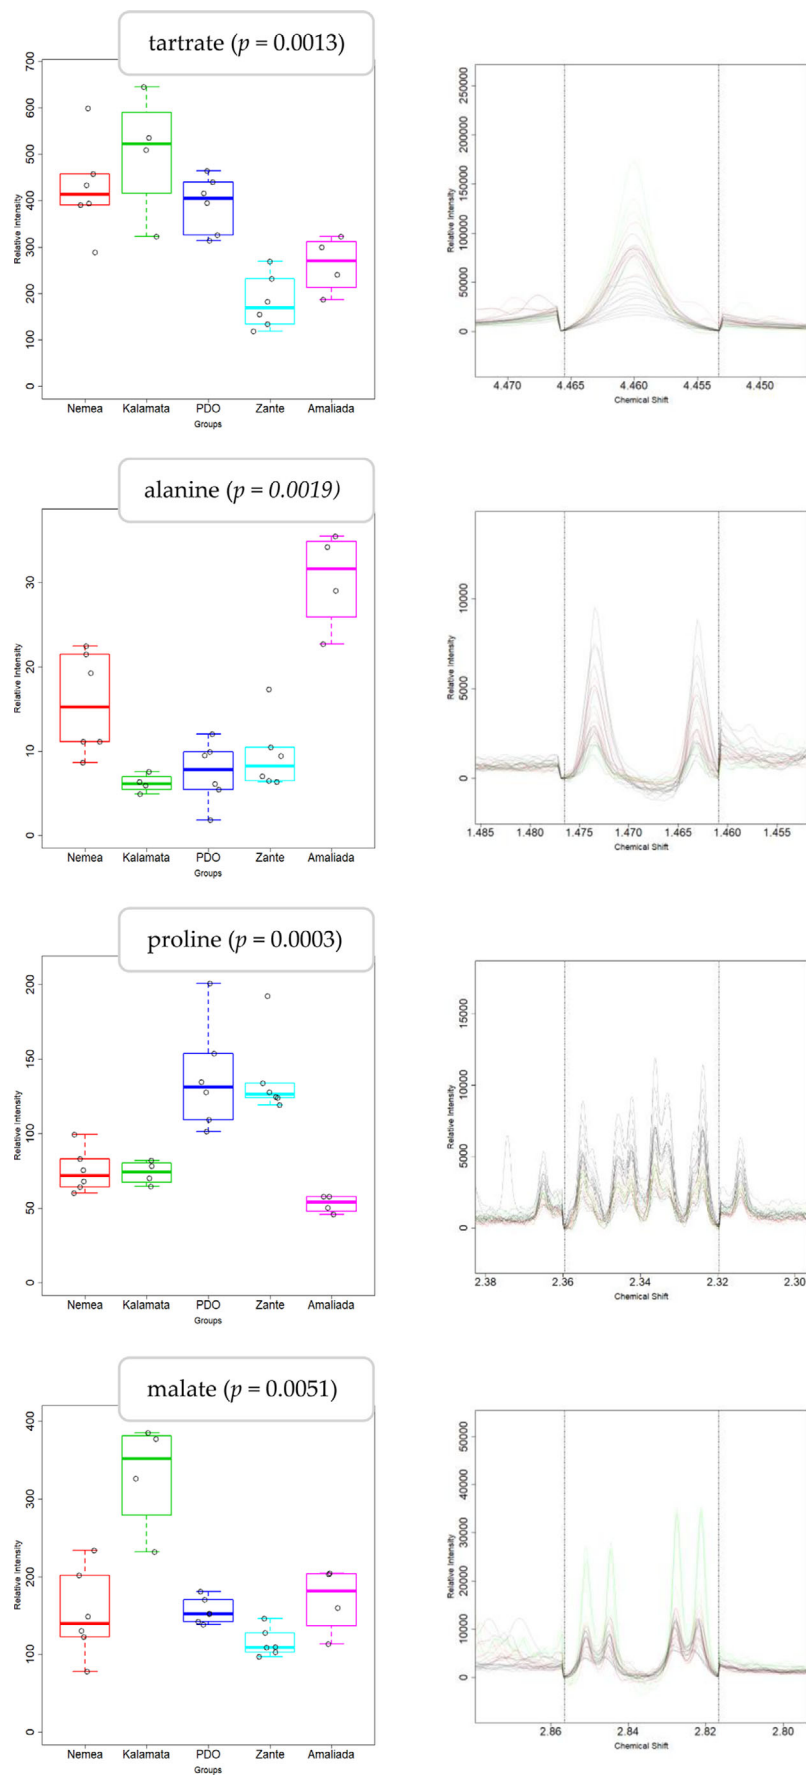 tartrate (p = 0.0013)
700
600
500
400
300
200
100
0
Relative Intensity
Nemea Kalamata PDO Zante Amaliada
Groups
250000
200000
150000
100000
50000
0
Relative Intensity
4.470 4.465 4.460 4.455 4.450
Chemical Shift
alanine (p = 0.0019)
30
20
10
0
Relative Intensity
Nemea Kalamata PDO Zante Amaliada
Groups
10000
5000
0
Relative Intensity
1.485 1.480 1.475 1.470 1.465 1.460 1.455
Chemical Shift
proline (p = 0.0003)
200
150
100
50
0
Relative Intensity
Nemea Kalamata PDO Zante Amaliada
Groups
15000
10000
5000
0
Relative Intensity
2.38 2.36 2.34 2.32 2.30
Chemical Shift
malate (p = 0.0051)
400
300
200
100
0
Relative Intensity
Nemea Kalamata PDO Zante Amaliada
Groups
50000
40000
30000
20000
10000
0
Relative Intensity
2.86 2.84 2.82 2.80
Chemical Shift